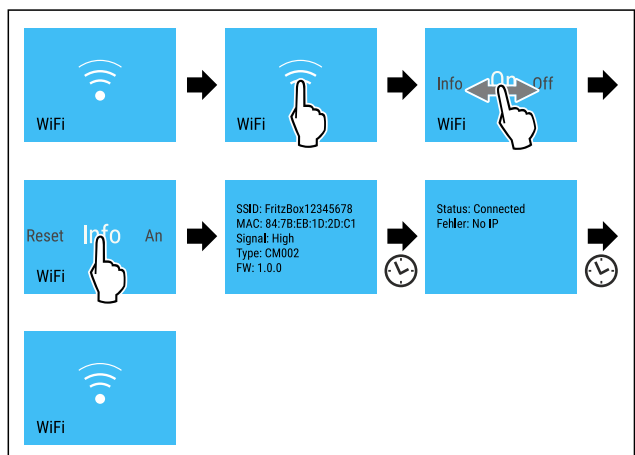 WiFi
WiFi
Info On Off
WiFi
Reset Info An
WiFi
SSID: FritzBox12345678
MAC: 84:7B:EB:1D:2D:C1
Signal: High
Type: CM002
FW: 1.0.0
Status: Connected
Fehler: No IP
WiFi